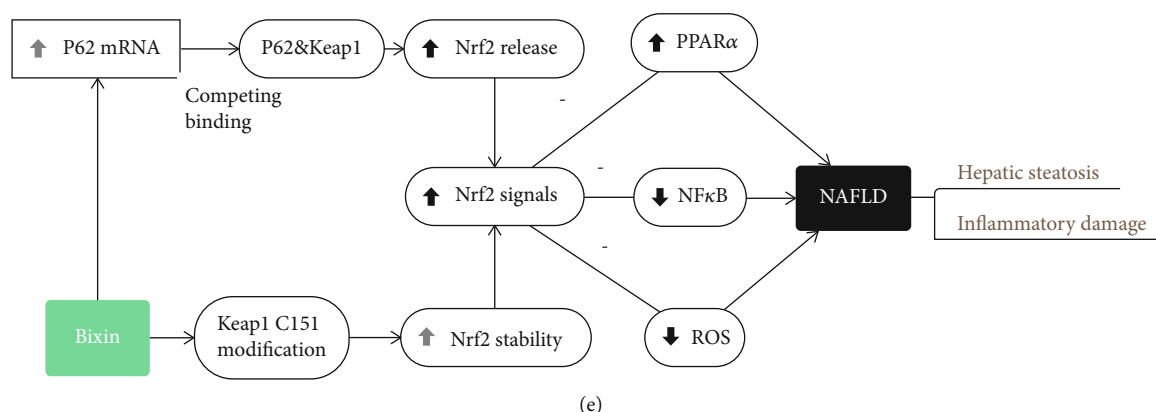 P62 mRNA
P62&Keap1
Nrf2 release
PPARα
Competing
binding
-
-
-
Nrf2 signals
NFκB
NAFLD
Hepatic steatosis
Inflammatory damage
Bixin
Keap1 C151
modification
Nrf2 stability
ROS
(e)